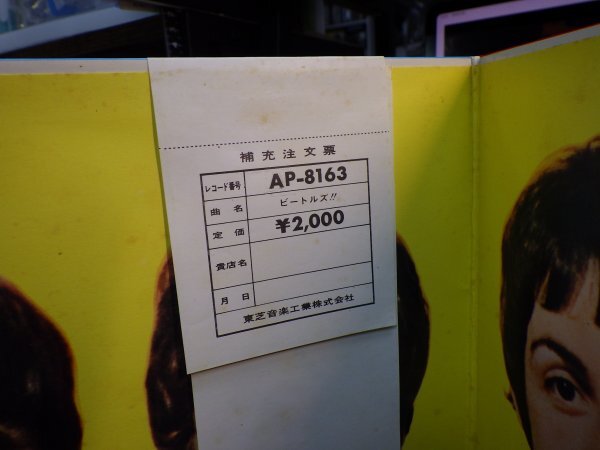 補充注文票
レコード番号 AP-8163
曲名 ビートルズ!!
定価 ¥2,000
貴店名
月日
東芝音楽工業株式会社